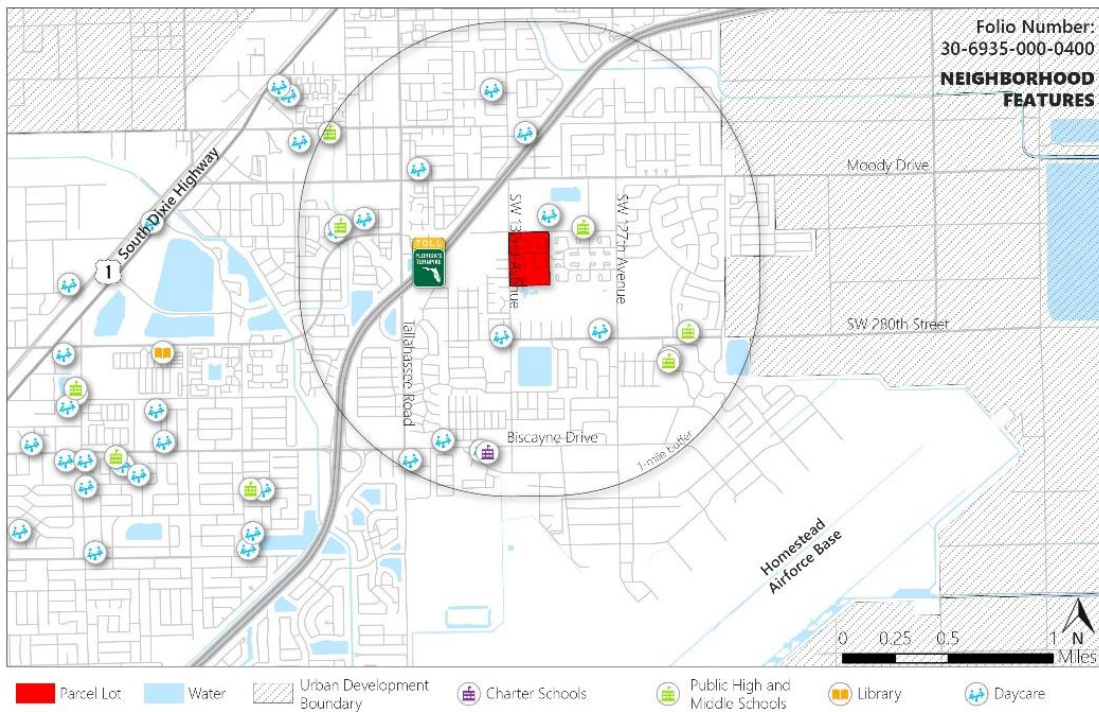 Folio Number:
30-6935-000-0400
NEIGHBORHOOD
FEATURES
Moody Drive
South Dixie Highway
1
SW 127th Avenue
TOLL
FLORIDA'S
TURNPIKE
SW 280th Street
Tallahassee Road
Biscayne Drive
1-mile buffer
Homestead
Airforce Base
0 0.25 0.5 1
Miles
N
Parcel Lot
Water
Urban Development
Boundary
Charter Schools
Public High and
Middle Schools
Library
Daycare